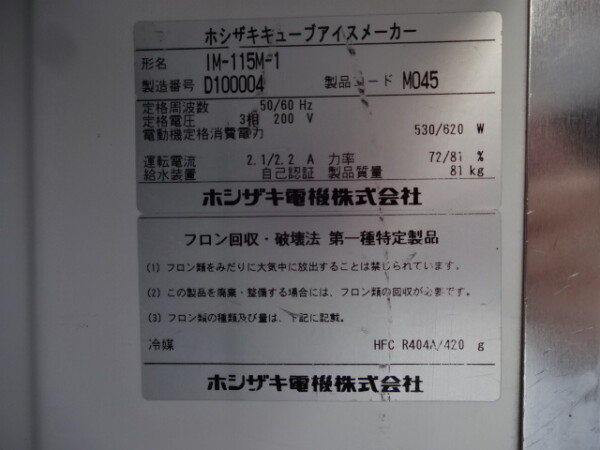 ホシザキキューブアイスメーカー
形名 IM-115M-1
製造番号 D100004 製品コード M045
定格周波数 50/60 Hz
定格電圧 3相 200 V
電動機定格消費電力 530/620 W
運転電流 2.1/2.2 A 力率 72/81 %
給水装置 自己認証 製品質量 81 kg
ホシザキ電機株式会社
フロン回収・破壊法 第一種特定製品
(1) フロン類をみだりに大気中に放出することは禁じられています。
(2) この製品を廃棄・整備する場合には、フロン類の回収が必要です。
(3) フロン類の種類及び量は、下記に記載。
冷媒 HFC R404A/420 g
ホシザキ電機株式会社